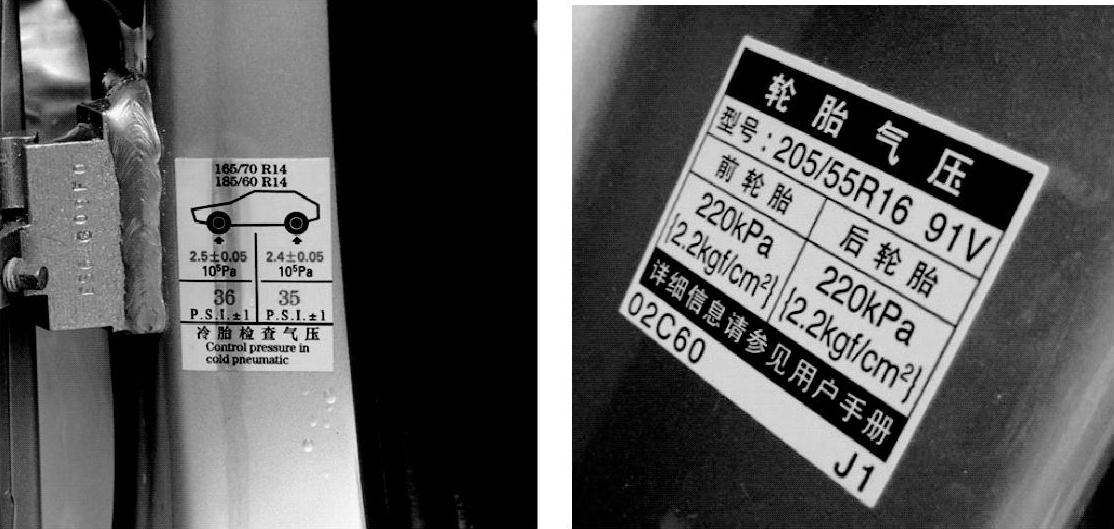 165/70 R14
185/60 R14
2.5±0.05 2.4±0.05
10⁵Pa 10⁵Pa
36 35
P.S.I.±1 P.S.I.±1
冷胎检查气压
Control pressure in
cold pneumatic
轮胎气压
型号：205/55R16 91V
前轮胎 后轮胎
220kPa 220kPa
{2.2kgf/cm²} {2.2kgf/cm²}
详细信息请参见用户手册
02C60 J1